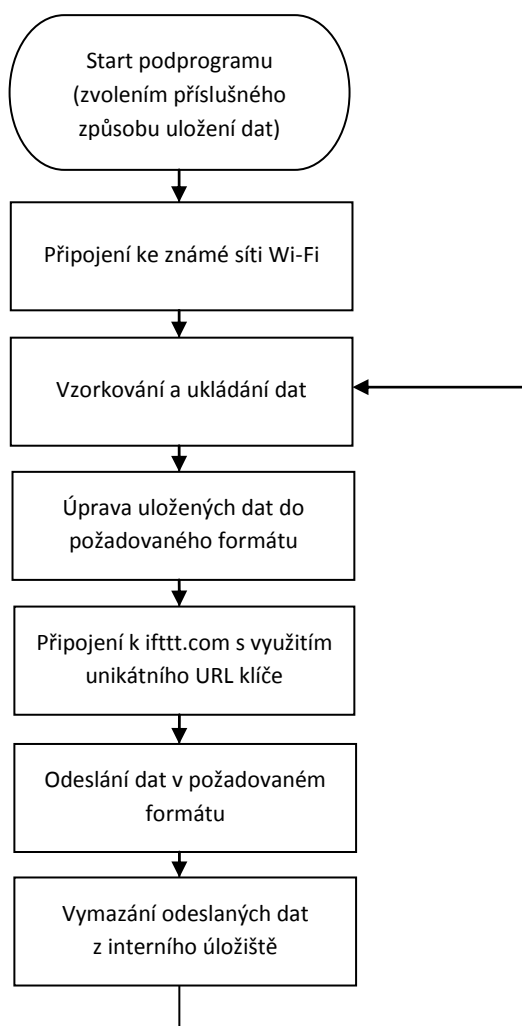 Start podprogramu
(zvolením příslušného
způsobu uložení dat)
Připojení ke známé síti Wi-Fi
Vzorkování a ukládání dat
Úprava uložených dat do
požadovaného formátu
Připojení k ifttt.com s využitím
unikátního URL klíče
Odeslání dat v požadovaném
formátu
Vymazání odeslaných dat
z interního úložiště